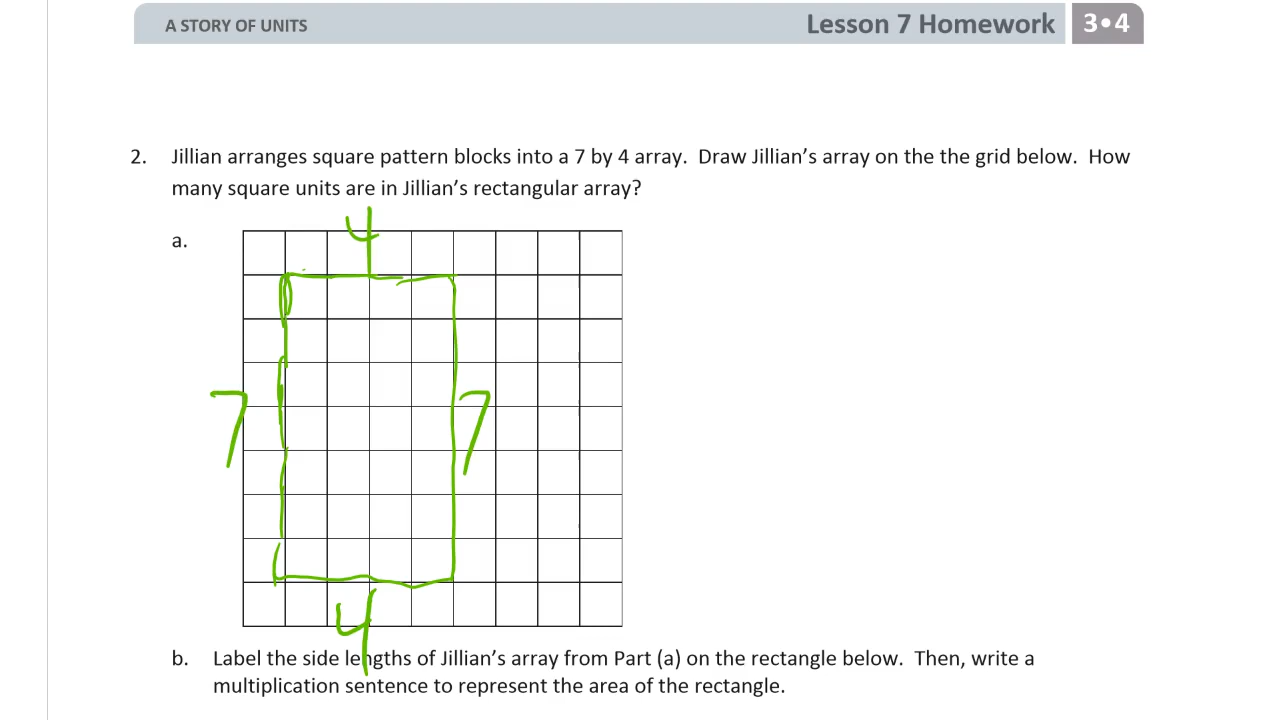 A STORY OF UNITS
Lesson 7 Homework 3•4
2. Jillian arranges square pattern blocks into a 7 by 4 array. Draw Jillian's array on the the grid below. How
many square units are in Jillian's rectangular array?
a.
4
7 7
4
b. Label the side lengths of Jillian's array from Part (a) on the rectangle below. Then, write a
multiplication sentence to represent the area of the rectangle.